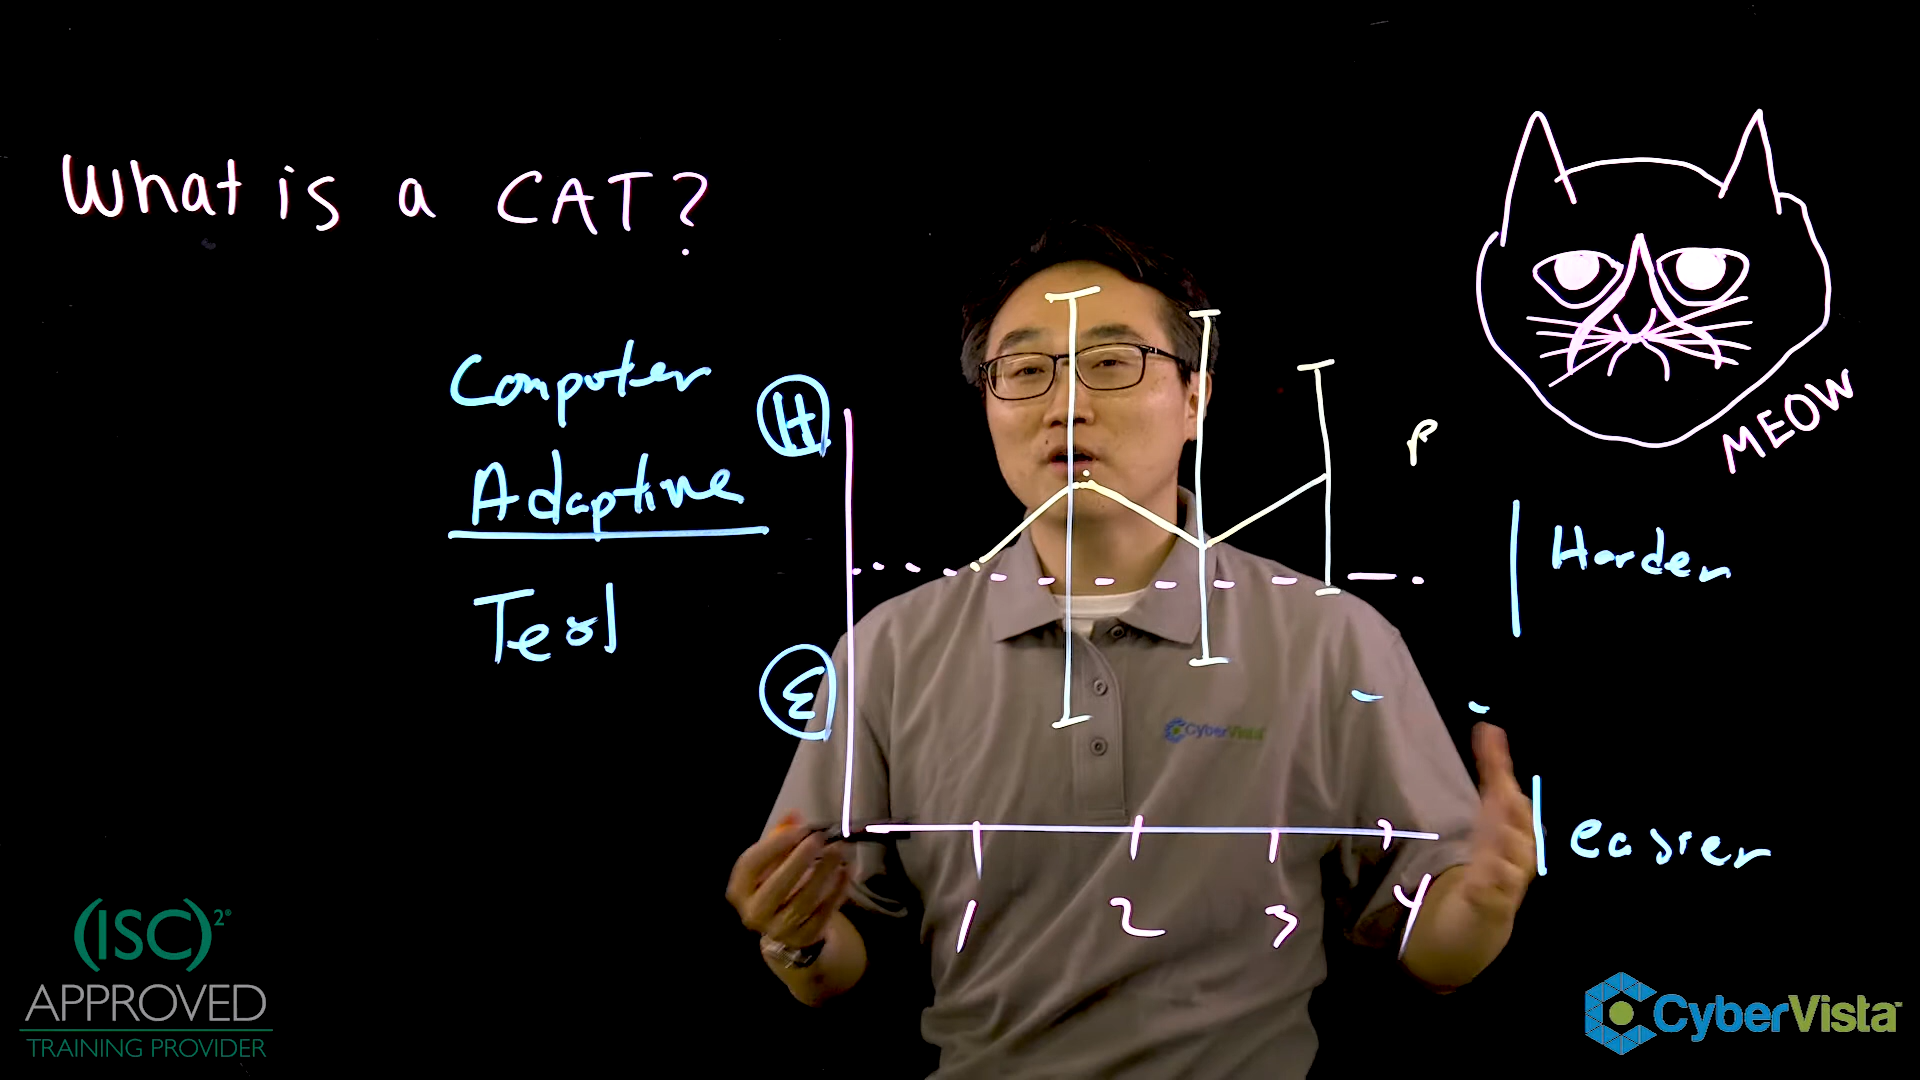 What is a CAT?
Computer
Adaptive
Test
H
E
P
MEOW
Harder
easier
1 2 3 4
CyberVista
(ISC)²®
APPROVED
TRAINING PROVIDER
CyberVista